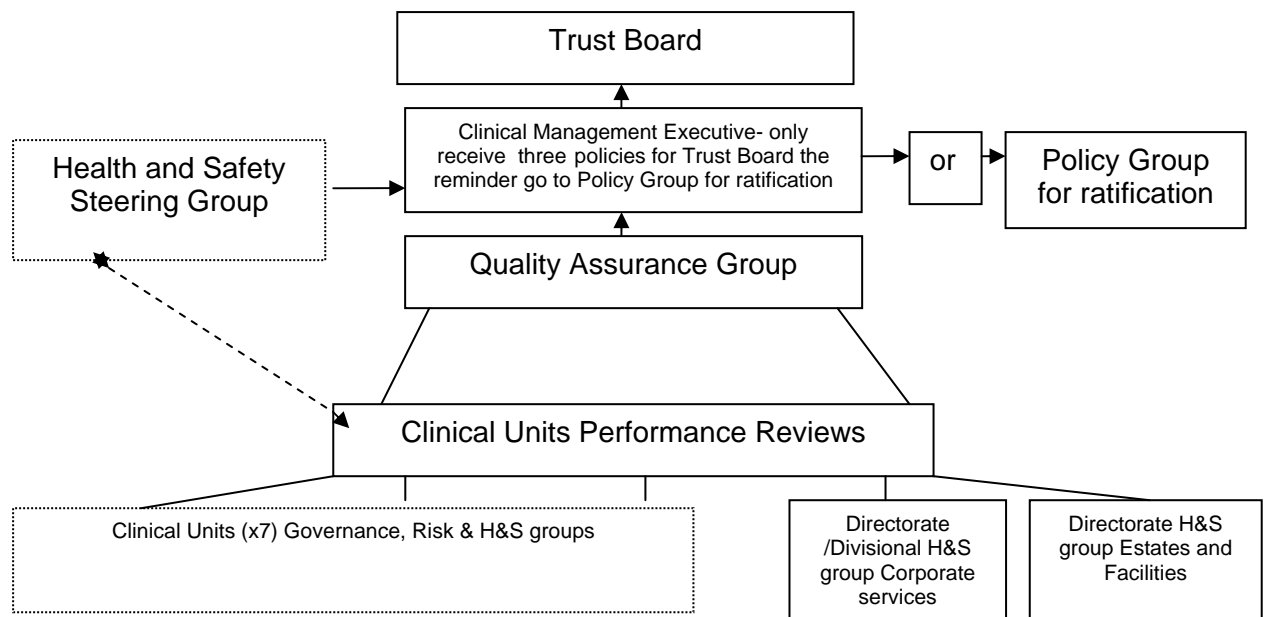 Trust Board
Clinical Management Executive- only
receive three policies for Trust Board the
reminder go to Policy Group for ratification
Health and Safety
Steering Group
or
Policy Group
for ratification
Quality Assurance Group
Clinical Units Performance Reviews
Clinical Units (x7) Governance, Risk & H&S groups
Directorate
/Divisional H&S
group Corporate
services
Directorate H&S
group Estates and
Facilities